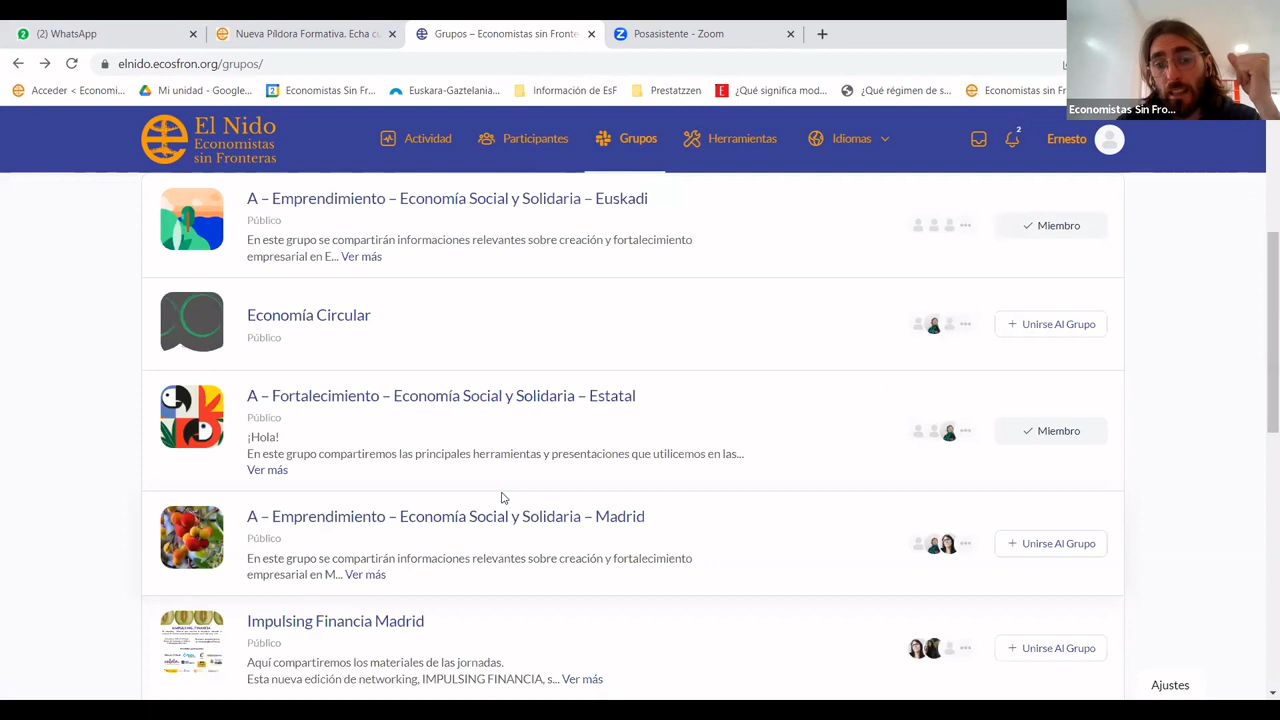 (2) WhatsApp
Nueva Píldora Formativa. Echa cu
Grupos – Economistas sin Fronte
Posasistente - Zoom
elnido.ecosfron.org/grupos/
Acceder < Economi...
Mi unidad - Google...
Economistas Sin Fr...
Euskara-Gaztelania...
Información de EsF
Prestatzzen
¿Qué significa mod...
¿Qué régimen de s...
Economistas sin For
Economistas Sin Fro...
El Nido
Economistas
sin Fronteras
Actividad
Participantes
Grupos
Herramientas
Idiomas
2
Ernesto
A – Emprendimiento – Economía Social y Solidaria – Euskadi
Público
En este grupo se compartirán informaciones relevantes sobre creación y fortalecimiento
empresarial en E... Ver más
Miembro
Economía Circular
Público
Unirse Al Grupo
A – Fortalecimiento – Economía Social y Solidaria – Estatal
Público
¡Hola!
En este grupo compartiremos las principales herramientas y presentaciones que utilicemos en las...
Ver más
Miembro
A – Emprendimiento – Economía Social y Solidaria – Madrid
Público
En este grupo se compartirán informaciones relevantes sobre creación y fortalecimiento
empresarial en M... Ver más
Unirse Al Grupo
IMPULSING FINANCIA
Impulsing Financia Madrid
Público
Aquí compartiremos los materiales de las jornadas.
Esta nueva edición de networking, IMPULSING FINANCIA, s... Ver más
Unirse Al Grupo
Ajustes